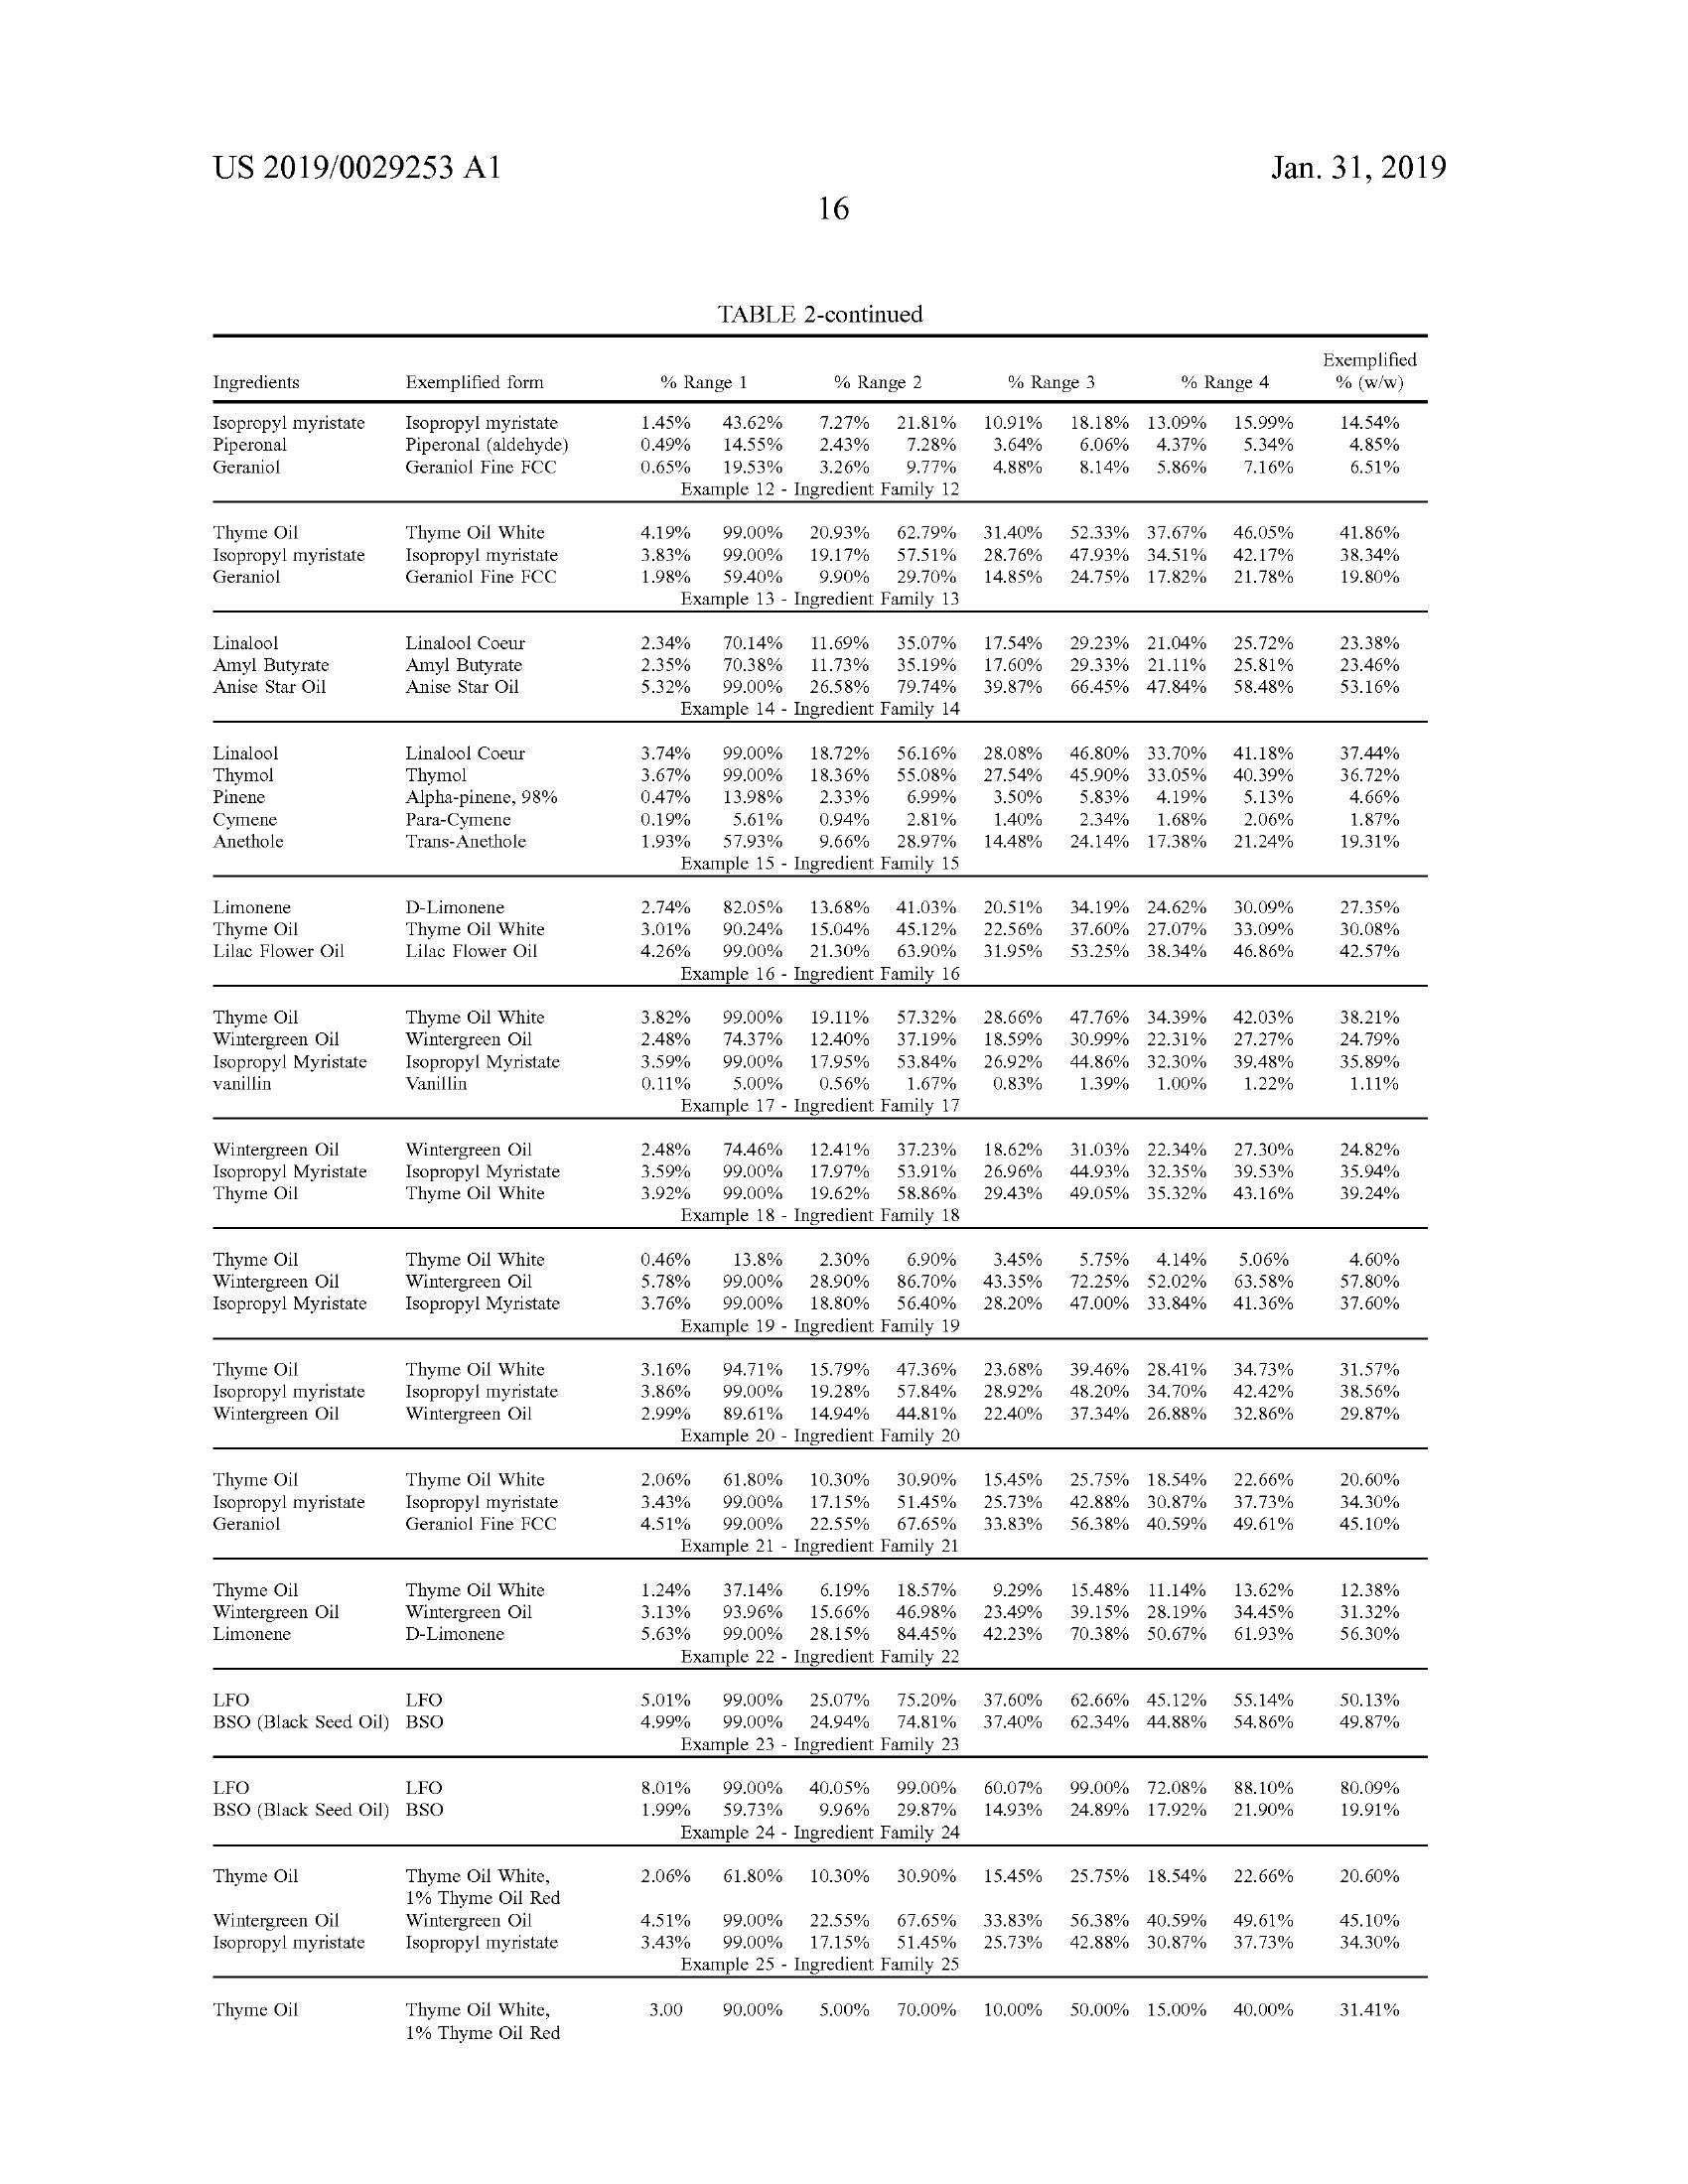 US 2019/0029253 A1 Jan. 31, 2019
16
TABLE 2-continued
Exemplified
Ingredients Exemplified form % Range 1 % Range 2 % Range 3 % Range 4 % (w/w)
Isopropyl myristate Isopropyl myristate 1.45% 43.62% 7.27% 21.81% 10.91% 18.18% 13.09% 15.99% 14.54%
Piperonal Piperonal (aldehyde) 0.49% 14.55% 2.43% 7.28% 3.64% 6.06% 4.37% 5.34% 4.85%
Geraniol Geraniol Fine FCC 0.65% 19.53% 3.26% 9.77% 4.88% 8.14% 5.86% 7.16% 6.51%
Example 12 - Ingredient Family 12
Thyme Oil Thyme Oil White 4.19% 99.00% 20.93% 62.79% 31.40% 52.33% 37.67% 46.05% 41.86%
Isopropyl myristate Isopropyl myristate 3.83% 99.00% 19.17% 57.51% 28.76% 47.93% 34.51% 42.17% 38.34%
Geraniol Geraniol Fine FCC 1.98% 59.40% 9.90% 29.70% 14.85% 24.75% 17.82% 21.78% 19.80%
Example 13 - Ingredient Family 13
Linalool Linalool Coeur 2.34% 70.14% 11.69% 35.07% 17.54% 29.23% 21.04% 25.72% 23.38%
Amyl Butyrate Amyl Butyrate 2.35% 70.38% 11.73% 35.19% 17.60% 29.33% 21.11% 25.81% 23.46%
Anise Star Oil Anise Star Oil 5.32% 99.00% 26.58% 79.74% 39.87% 66.45% 47.84% 58.48% 53.16%
Example 14 - Ingredient Family 14
Linalool Linalool Coeur 3.74% 99.00% 18.72% 56.16% 28.08% 46.80% 33.70% 41.18% 37.44%
Thymol Thymol 3.67% 99.00% 18.36% 55.08% 27.54% 45.90% 33.05% 40.39% 36.72%
Pinene Alpha-pinene, 98% 0.47% 13.98% 2.33% 6.99% 3.50% 5.83% 4.19% 5.13% 4.66%
Cymene Para-Cymene 0.19% 5.61% 0.94% 2.81% 1.40% 2.34% 1.68% 2.06% 1.87%
Anethole Trans-Anethole 1.93% 57.93% 9.66% 28.97% 14.48% 24.14% 17.38% 21.24% 19.31%
Example 15 - Ingredient Family 15
Limonene D-Limonene 2.74% 82.05% 13.68% 41.03% 20.51% 34.19% 24.62% 30.09% 27.35%
Thyme Oil Thyme Oil White 3.01% 90.24% 15.04% 45.12% 22.56% 37.60% 27.07% 33.09% 30.08%
Lilac Flower Oil Lilac Flower Oil 4.26% 99.00% 21.30% 63.90% 31.95% 53.25% 38.34% 46.86% 42.57%
Example 16 - Ingredient Family 16
Thyme Oil Thyme Oil White 3.82% 99.00% 19.11% 57.32% 28.66% 47.76% 34.39% 42.03% 38.21%
Wintergreen Oil Wintergreen Oil 2.48% 74.37% 12.40% 37.19% 18.59% 30.99% 22.31% 27.27% 24.79%
Isopropyl Myristate Isopropyl Myristate 3.59% 99.00% 17.95% 53.84% 26.92% 44.86% 32.30% 39.48% 35.89%
vanillin Vanillin 0.11% 5.00% 0.56% 1.67% 0.83% 1.39% 1.00% 1.22% 1.11%
Example 17 - Ingredient Family 17
Wintergreen Oil Wintergreen Oil 2.48% 74.46% 12.41% 37.23% 18.62% 31.03% 22.34% 27.30% 24.82%
Isopropyl Myristate Isopropyl Myristate 3.59% 99.00% 17.97% 53.91% 26.96% 44.93% 32.35% 39.53% 35.94%
Thyme Oil Thyme Oil White 3.92% 99.00% 19.62% 58.86% 29.43% 49.05% 35.32% 43.16% 39.24%
Example 18 - Ingredient Family 18
Thyme Oil Thyme Oil White 0.46% 13.8% 2.30% 6.90% 3.45% 5.75% 4.14% 5.06% 4.60%
Wintergreen Oil Wintergreen Oil 5.78% 99.00% 28.90% 86.70% 43.35% 72.25% 52.02% 63.58% 57.80%
Isopropyl Myristate Isopropyl Myristate 3.76% 99.00% 18.80% 56.40% 28.20% 47.00% 33.84% 41.36% 37.60%
Example 19 - Ingredient Family 19
Thyme Oil Thyme Oil White 3.16% 94.71% 15.79% 47.36% 23.68% 39.46% 28.41% 34.73% 31.57%
Isopropyl myristate Isopropyl myristate 3.86% 99.00% 19.28% 57.84% 28.92% 48.20% 34.70% 42.42% 38.56%
Wintergreen Oil Wintergreen Oil 2.99% 89.61% 14.94% 44.81% 22.40% 37.34% 26.88% 32.86% 29.87%
Example 20 - Ingredient Family 20
Thyme Oil Thyme Oil White 2.06% 61.80% 10.30% 30.90% 15.45% 25.75% 18.54% 22.66% 20.60%
Isopropyl myristate Isopropyl myristate 3.43% 99.00% 17.15% 51.45% 25.73% 42.88% 30.87% 37.73% 34.30%
Geraniol Geraniol Fine FCC 4.51% 99.00% 22.55% 67.65% 33.83% 56.38% 40.59% 49.61% 45.10%
Example 21 - Ingredient Family 21
Thyme Oil Thyme Oil White 1.24% 37.14% 6.19% 18.57% 9.29% 15.48% 11.14% 13.62% 12.38%
Wintergreen Oil Wintergreen Oil 3.13% 93.96% 15.66% 46.98% 23.49% 39.15% 28.19% 34.45% 31.32%
Limonene D-Limonene 5.63% 99.00% 28.15% 84.45% 42.23% 70.38% 50.67% 61.93% 56.30%
Example 22 - Ingredient Family 22
LFO LFO 5.01% 99.00% 25.07% 75.20% 37.60% 62.66% 45.12% 55.14% 50.13%
BSO (Black Seed Oil) BSO 4.99% 99.00% 24.94% 74.81% 37.40% 62.34% 44.88% 54.86% 49.87%
Example 23 - Ingredient Family 23
LFO LFO 8.01% 99.00% 40.05% 99.00% 60.07% 99.00% 72.08% 88.10% 80.09%
BSO (Black Seed Oil) BSO 1.99% 59.73% 9.96% 29.87% 14.93% 24.89% 17.92% 21.90% 19.91%
Example 24 - Ingredient Family 24
Thyme Oil Thyme Oil White, 2.06% 61.80% 10.30% 30.90% 15.45% 25.75% 18.54% 22.66% 20.60%
1% Thyme Oil Red
Wintergreen Oil Wintergreen Oil 4.51% 99.00% 22.55% 67.65% 33.83% 56.38% 40.59% 49.61% 45.10%
Isopropyl myristate Isopropyl myristate 3.43% 99.00% 17.15% 51.45% 25.73% 42.88% 30.87% 37.73% 34.30%
Example 25 - Ingredient Family 25
Thyme Oil Thyme Oil White, 3.00 90.00% 5.00% 70.00% 10.00% 50.00% 15.00% 40.00% 31.41%
1% Thyme Oil Red